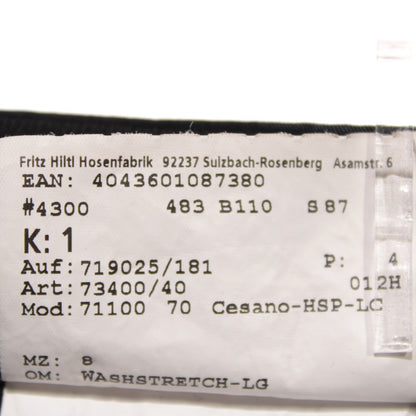 Fritz Hiltl Hosenfabrik 92237 Sulzbach-Rosenberg Asamstr. 6
EAN: 4043601087380
#4300 483 B110 S87
K: 1
Auf: 719025/181 P: 4
Art: 73400/40 012H
Mod: 71100 70 Cesano-HSP-LC
MZ: 8
OM: WASHSTRETCH-LG